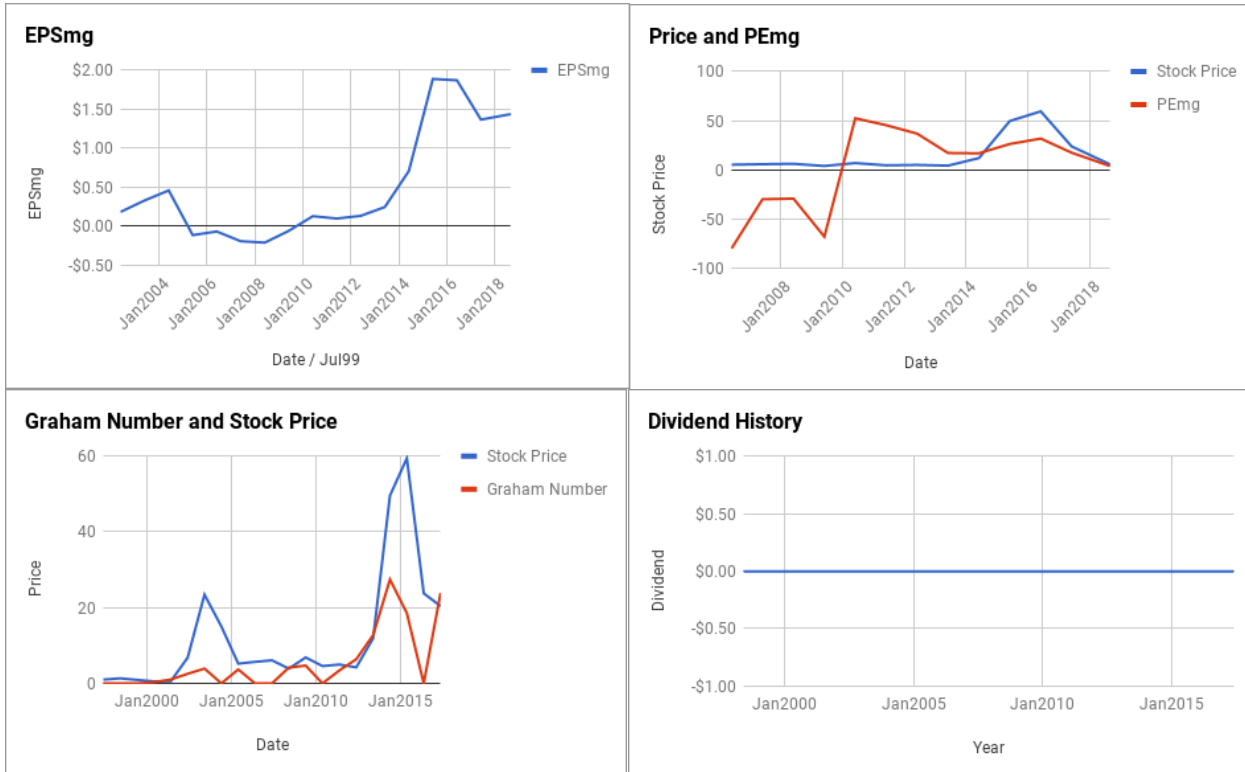 EPSmg
EPSmg
$2.00
$1.50
$1.00
$0.50
$0.00
-$0.50
EPSmg
Jan2004
Jan2006
Jan2008
Jan2010
Jan2012
Jan2014
Jan2016
Jan2018
Date / Jul99
Price and PEmg
Stock Price
PEmg
100
50
0
-50
-100
Stock Price
Jan2008
Jan2010
Jan2012
Jan2014
Jan2016
Jan2018
Date
Graham Number and Stock Price
Stock Price
Graham Number
60
40
20
0
Price
Jan2000
Jan2005
Jan2010
Jan2015
Date
Dividend History
$1.00
$0.50
$0.00
-$0.50
-$1.00
Dividend
Jan2000
Jan2005
Jan2010
Jan2015
Year